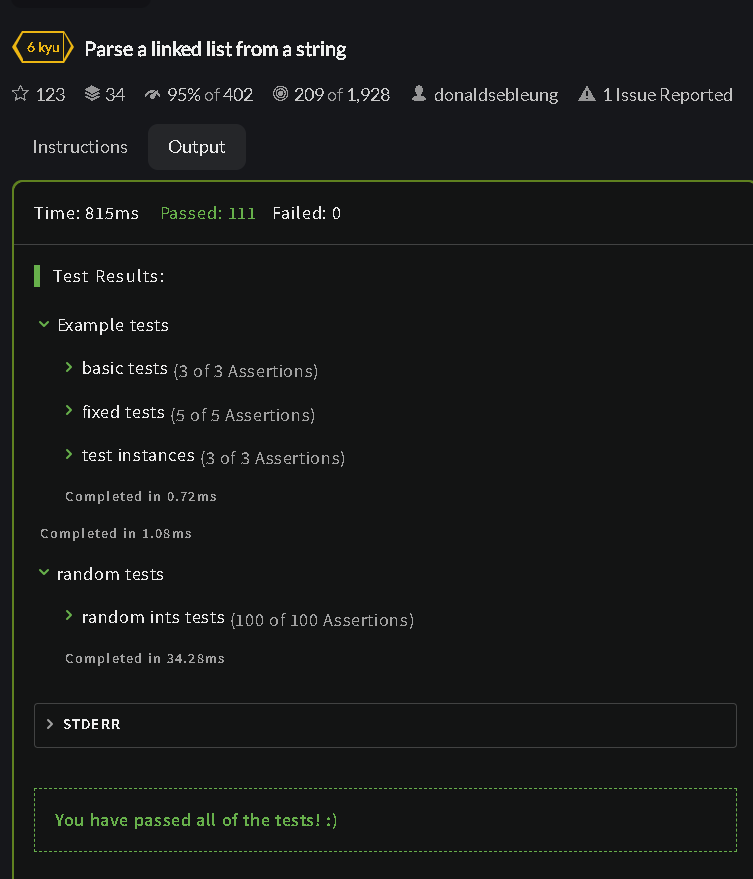 6 kyu Parse a linked list from a string
123 34 95% of 402 209 of 1,928 donaldsebleung 1 Issue Reported
Instructions Output
Time: 815ms Passed: 111 Failed: 0
Test Results:
Example tests
basic tests (3 of 3 Assertions)
fixed tests (5 of 5 Assertions)
test instances (3 of 3 Assertions)
Completed in 0.72ms
Completed in 1.08ms
random tests
random ints tests (100 of 100 Assertions)
Completed in 34.28ms
STDERR
You have passed all of the tests! :)